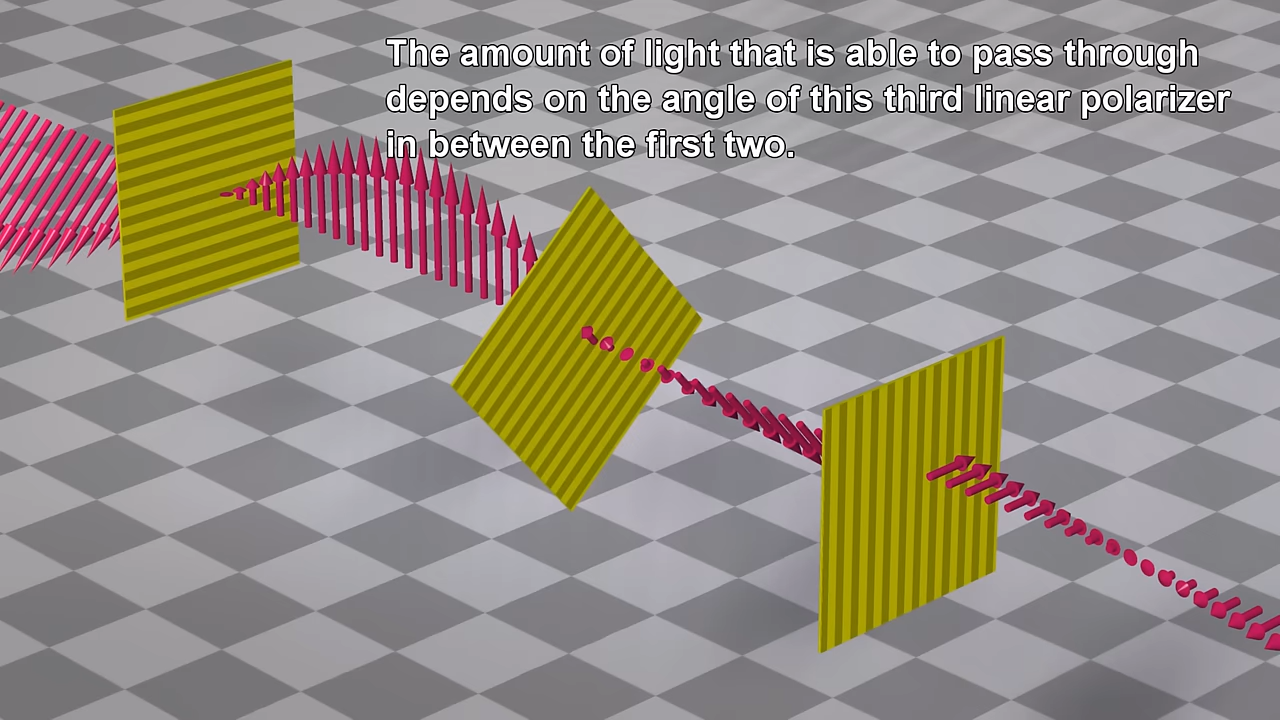 The amount of light that is able to pass through
depends on the angle of this third linear polarizer
in between the first two.